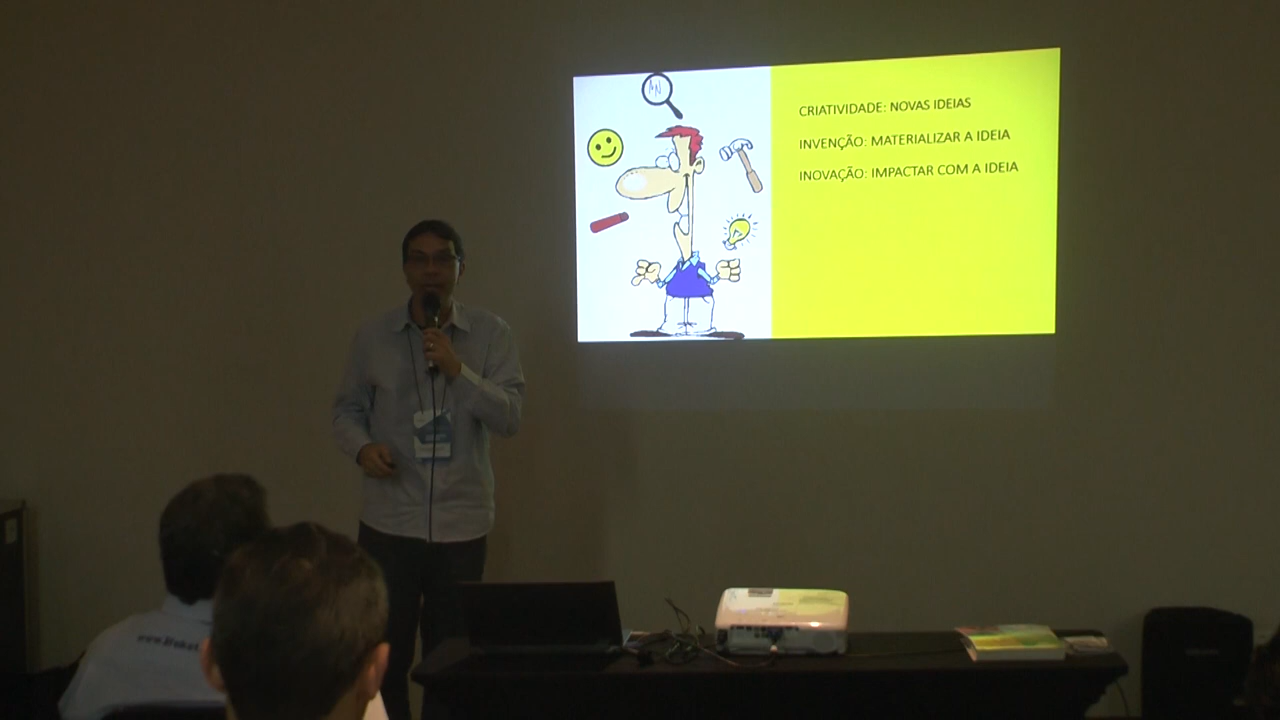 CRIATIVIDADE: NOVAS IDEIAS
INVENÇÃO: MATERIALIZAR A IDEIA
INOVAÇÃO: IMPACTAR COM A IDEIA